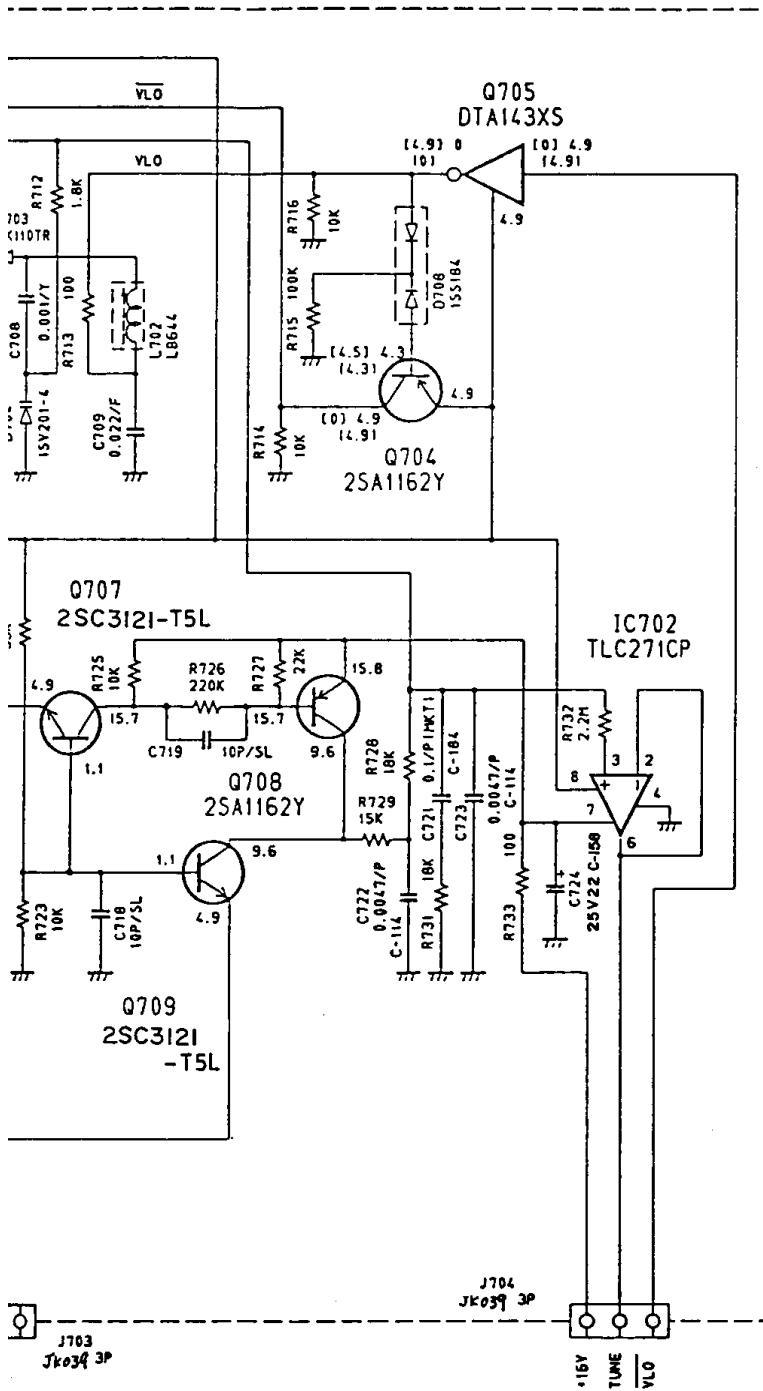 VLO
VLO
Q705
DTA143XS
[4.9] 0
[0]
[0] 4.9
[4.9]
4.9
R712
1.8K
R716
10K
D708
1SS184
100K
R715
C708
0.001/Y
100
R713
L702
LB644
[4.5] 4.3
[4.3]
4.9
1SV201-4
C709
0.022/F
R714
10K
[0] 4.9
[4.9]
Q704
2SA1162Y
Q707
2SC3121-T5L
IC702
TLC271CP
4.9
R725
10K
R726
220K
R727
22K
15.8
15.7
15.7
C719
10P/SL
9.6
1.1
Q708
2SA1162Y
R728
18K
0.1/P(MKT)
C-184
C721
C723
0.0047/P
C-114
R732
2.2M
3
2
8
+
4
7
6
R729
15K
9.6
1.1
4.9
100
R733
C724
25V22 C-158
R723
10K
C718
10P/SL
C722
0.0047/P
C-114
18K
R731
Q709
2SC3121
-T5L
J703
JK039 3P
J704
JK039 3P
+16V
TUNE
VLO